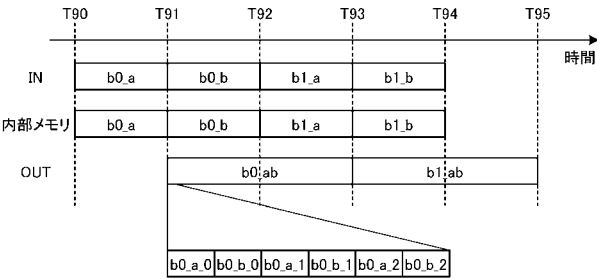 T90 T91 T92 T93 T94 T95
時間
IN b0_a b0_b b1_a b1_b
内部メモリ b0_a b0_b b1_a b1_b
OUT b0_ab b1_ab
b0_a_0 b0_b_0 b0_a_1 b0_b_1 b0_a_2 b0_b_2